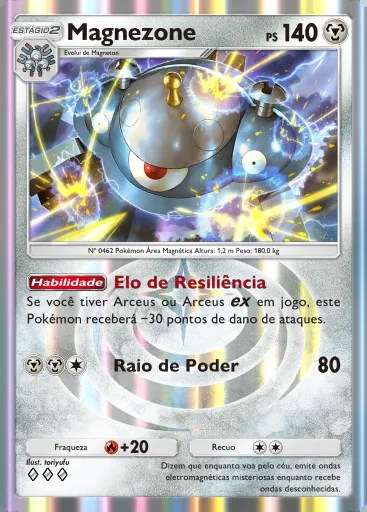 ESTÁGIO 2
Magnezone
PS 140
Evolui de Magneton
Nº 0462 Pokémon Área Magnética Altura: 1,2 m Peso: 180,0 kg
Habilidade Elo de Resiliência
Se você tiver Arceus ou Arceus ex em jogo, este
Pokémon receberá −30 pontos de dano de ataques.
Raio de Poder 80
Fraqueza +20 Recuo
Ilust. toriyufu
Dizem que enquanto voa pelo céu, emite ondas
eletromagnéticas misteriosas enquanto recebe
ondas desconhecidas.